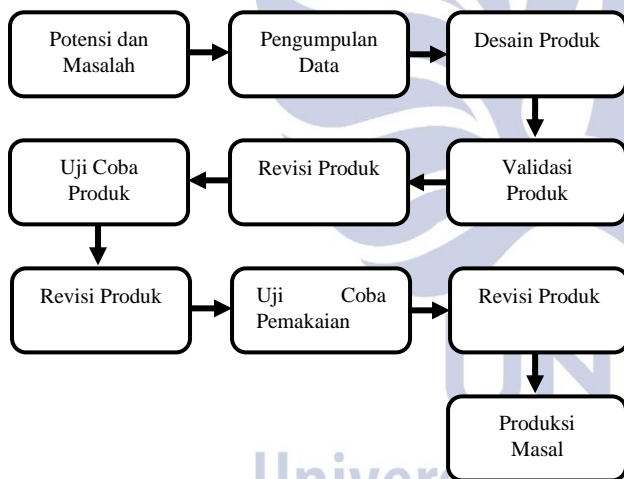 Potensi dan
Masalah
Pengumpulan
Data
Desain Produk
Validasi
Produk
Revisi Produk
Uji Coba
Produk
Revisi Produk
Uji Coba
Pemakaian
Revisi Produk
Produksi
Masal
UN